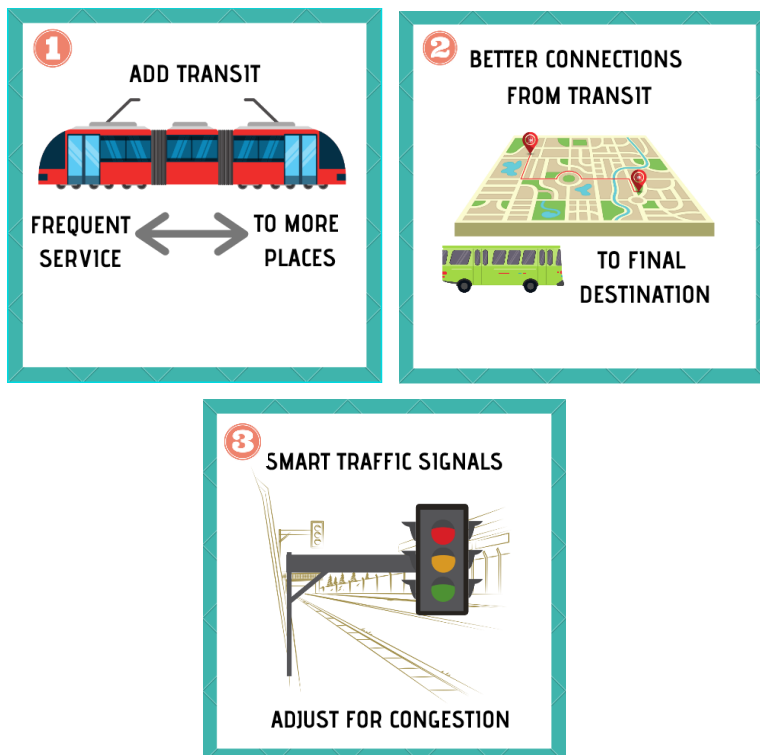 1
ADD TRANSIT
FREQUENT
SERVICE
TO MORE
PLACES
2
BETTER CONNECTIONS
FROM TRANSIT
TO FINAL
DESTINATION
3
SMART TRAFFIC SIGNALS
ADJUST FOR CONGESTION